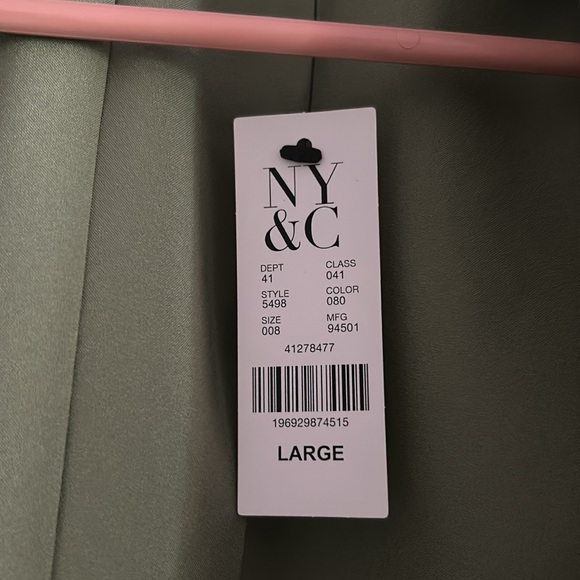 NY
&C
DEPT CLASS
41 041
STYLE COLOR
5498 080
SIZE MFG
008 94501
41278477
196929874515
LARGE